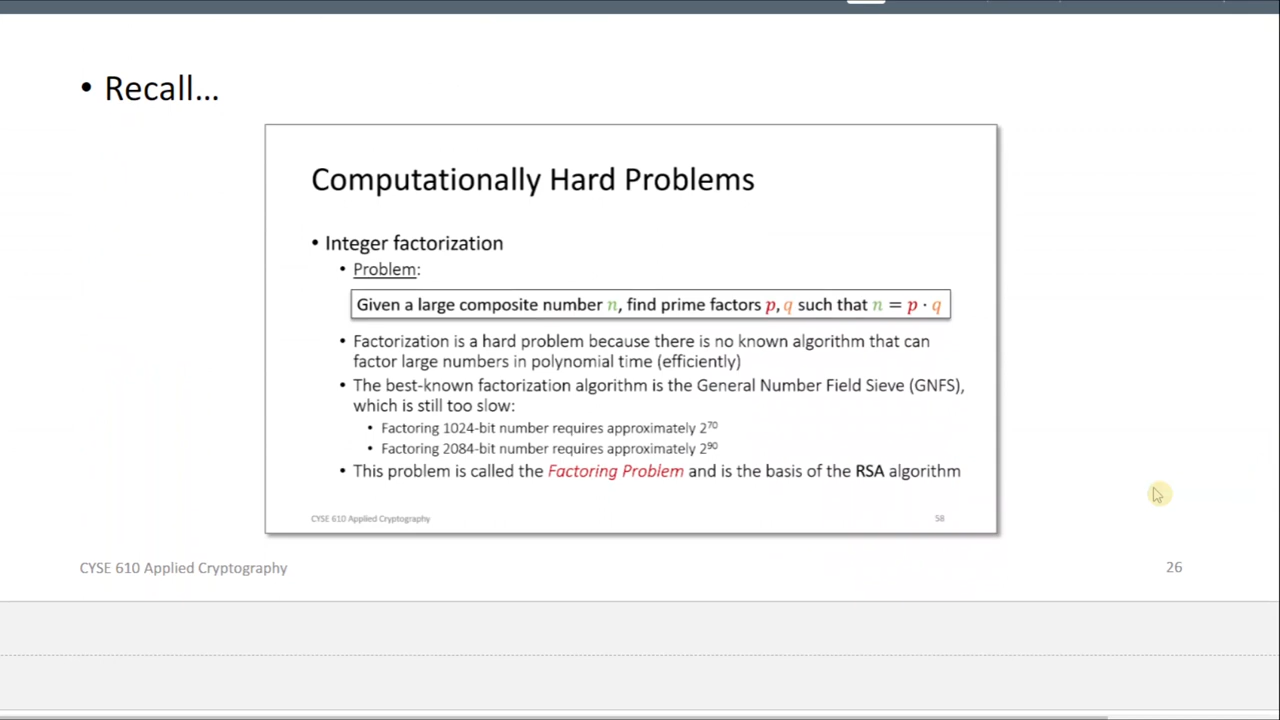 • Recall...
Computationally Hard Problems
• Integer factorization
• Problem:
Given a large composite number n, find prime factors p, q such that n = p · q
• Factorization is a hard problem because there is no known algorithm that can
factor large numbers in polynomial time (efficiently)
• The best-known factorization algorithm is the General Number Field Sieve (GNFS),
which is still too slow:
• Factoring 1024-bit number requires approximately 2⁷⁰
• Factoring 2084-bit number requires approximately 2⁹⁰
• This problem is called the Factoring Problem and is the basis of the RSA algorithm
CYSE 610 Applied Cryptography 58
CYSE 610 Applied Cryptography 26